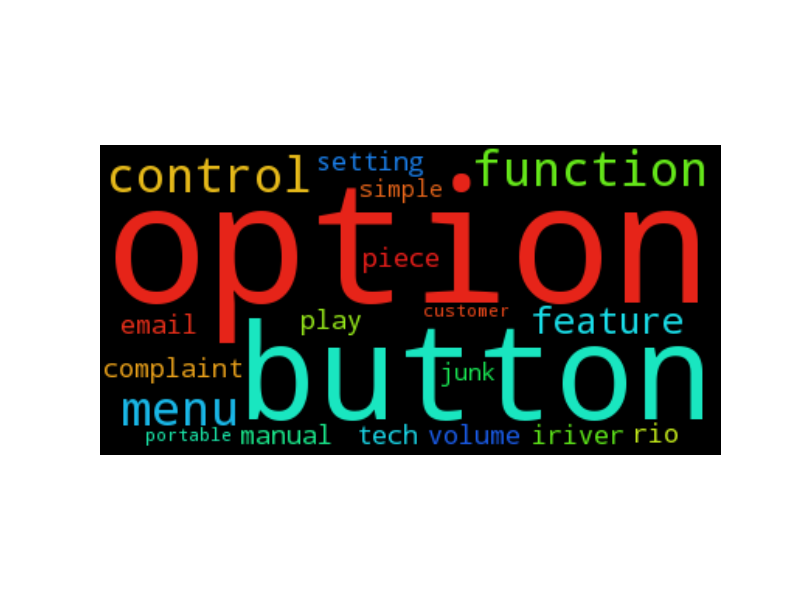 control setting function
simple
option
piece
email play customer feature
button
complaint junk
menu
portable manual tech volume iriver rio